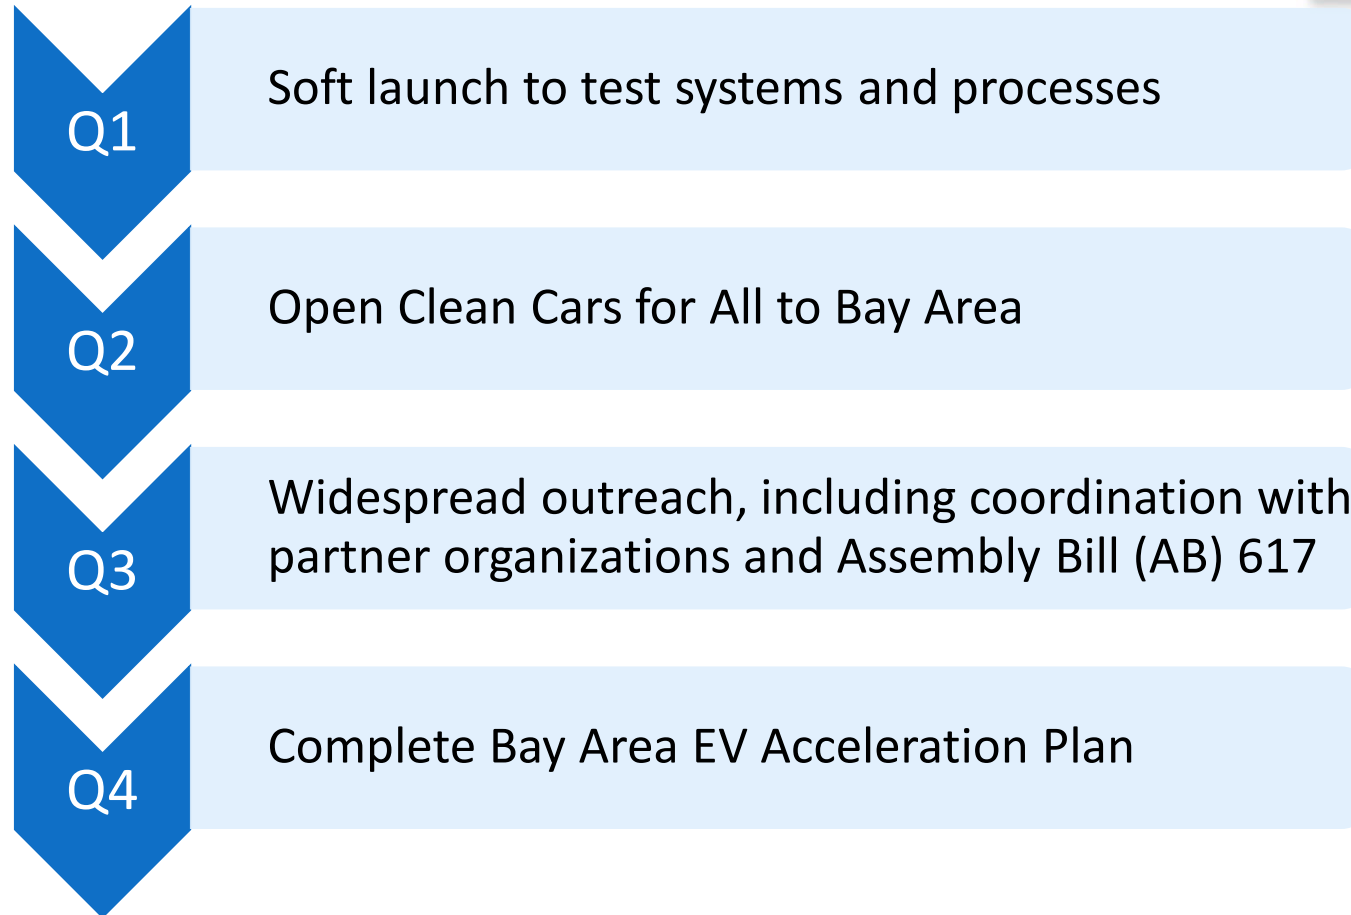 Q1
Soft launch to test systems and processes
Q2
Open Clean Cars for All to Bay Area
Q3
Widespread outreach, including coordination with
partner organizations and Assembly Bill (AB) 617
Q4
Complete Bay Area EV Acceleration Plan